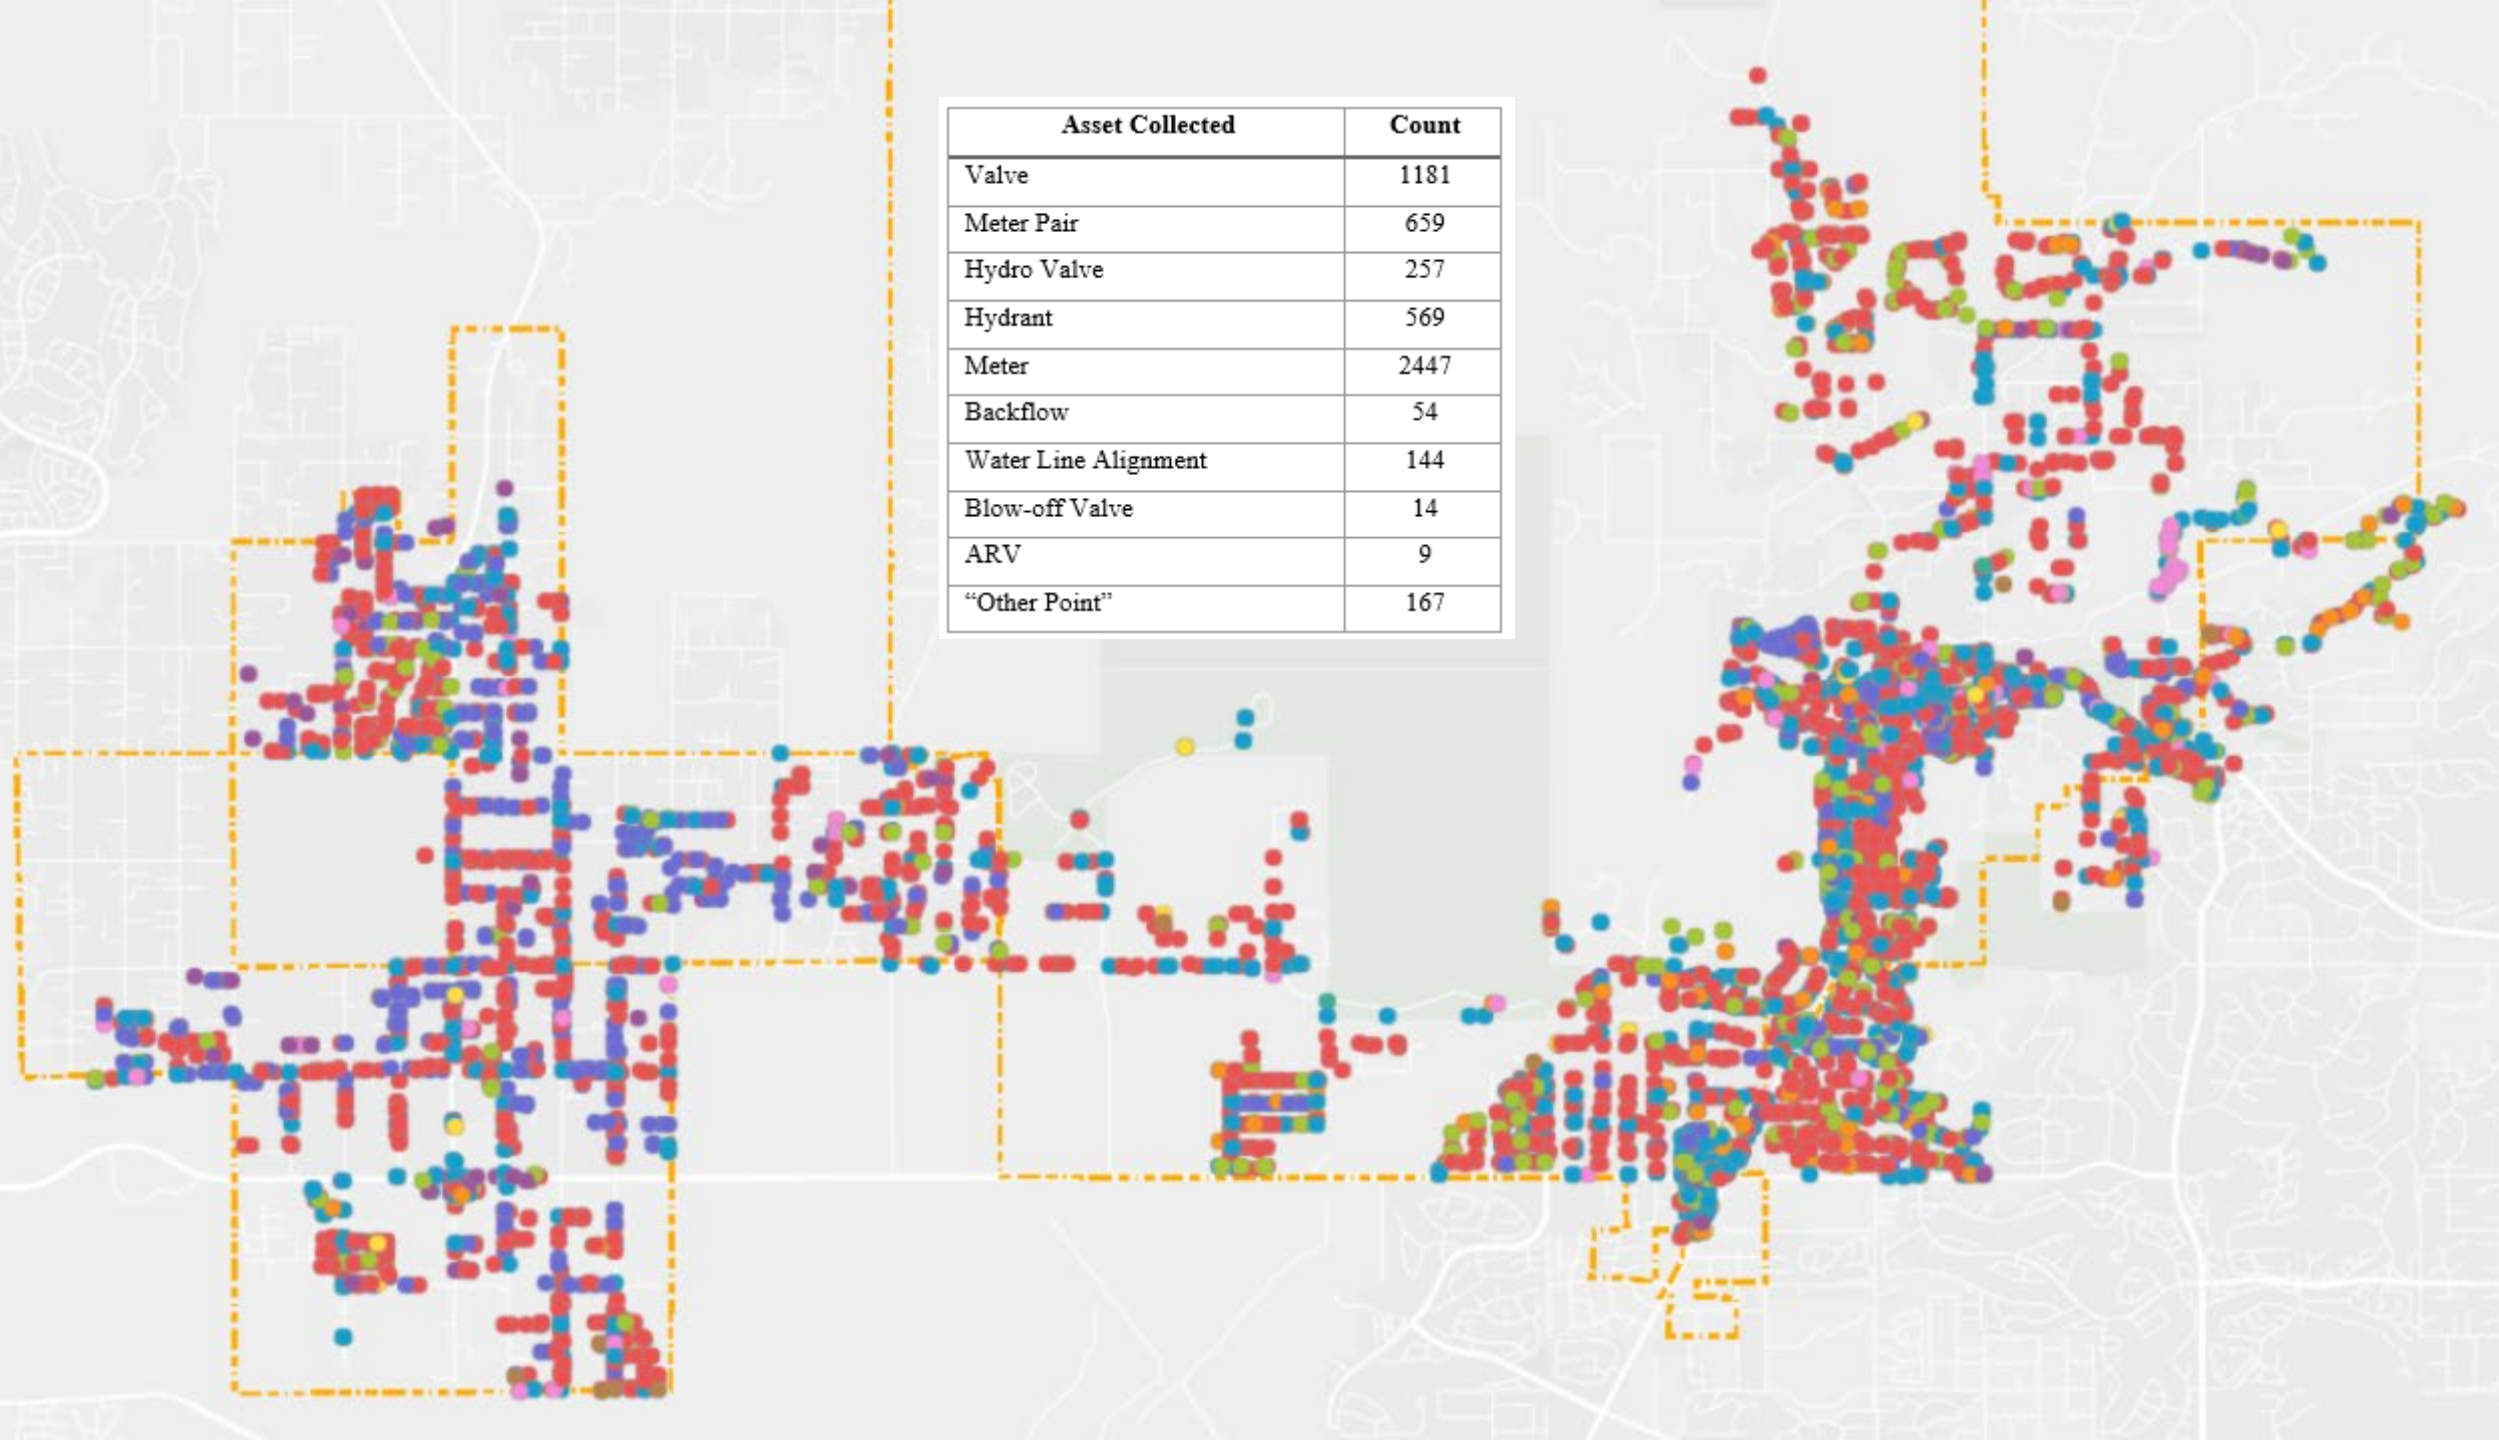 Asset Collected Count
Valve 1181
Meter Pair 659
Hydro Valve 257
Hydrant 569
Meter 2447
Backflow 54
Water Line Alignment 144
Blow-off Valve 14
ARV 9
“Other Point” 167